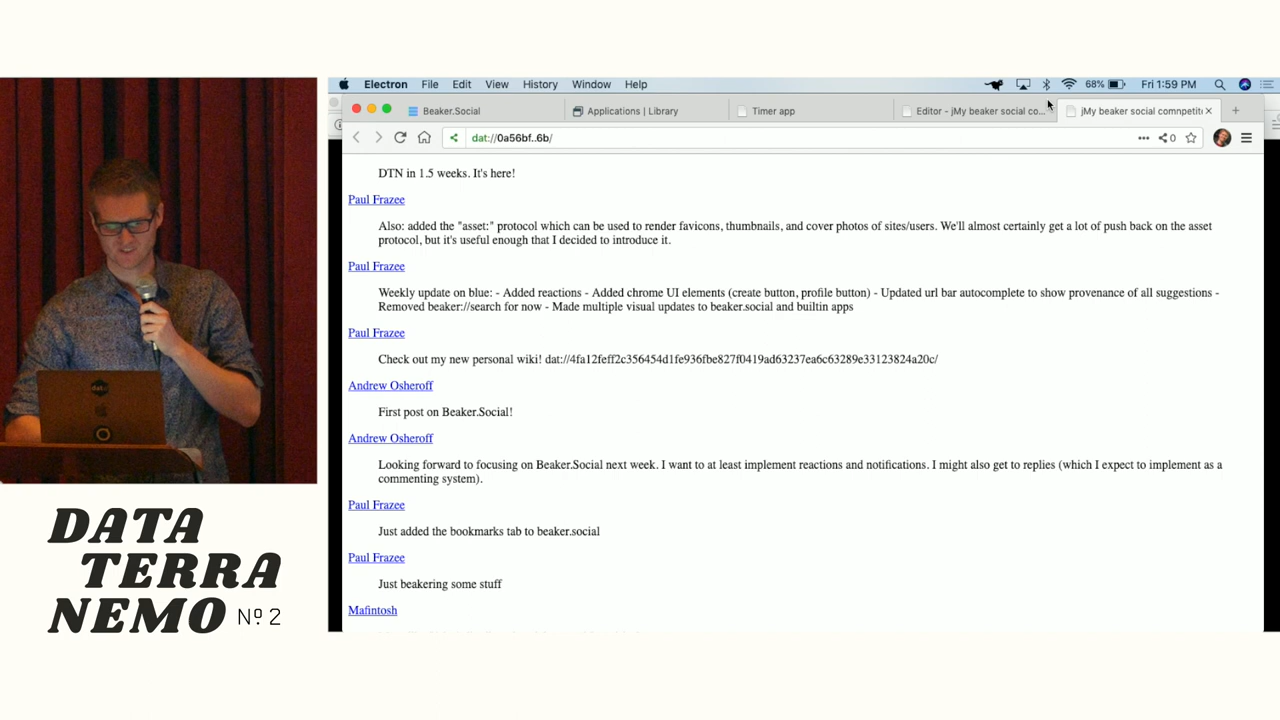 Electron File Edit View History Window Help 68% Fri 1:59 PM
Beaker.Social
Applications | Library
Timer app
Editor - jMy beaker social co...
jMy beaker social comnpetit
dat://0a56bf..6b/
0
DTN in 1.5 weeks. It's here!
Paul Frazee
Also: added the "asset:" protocol which can be used to render favicons, thumbnails, and cover photos of sites/users. We'll almost certainly get a lot of push back on the asset
protocol, but it's useful enough that I decided to introduce it.
Paul Frazee
Weekly update on blue: - Added reactions - Added chrome UI elements (create button, profile button) - Updated url bar autocomplete to show provenance of all suggestions -
Removed beaker://search for now - Made multiple visual updates to beaker.social and builtin apps
Paul Frazee
Check out my new personal wiki! dat://4fa12feff2c356454d1fe936fbe827f0419ad63237ea6c63289e33123824a20c/
Andrew Osheroff
First post on Beaker.Social!
Andrew Osheroff
Looking forward to focusing on Beaker.Social next week. I want to at least implement reactions and notifications. I might also get to replies (which I expect to implement as a
commenting system).
Paul Frazee
Just added the bookmarks tab to beaker.social
Paul Frazee
Just beakering some stuff
Mafintosh
DATA
TERRA
NEMO Nº 2